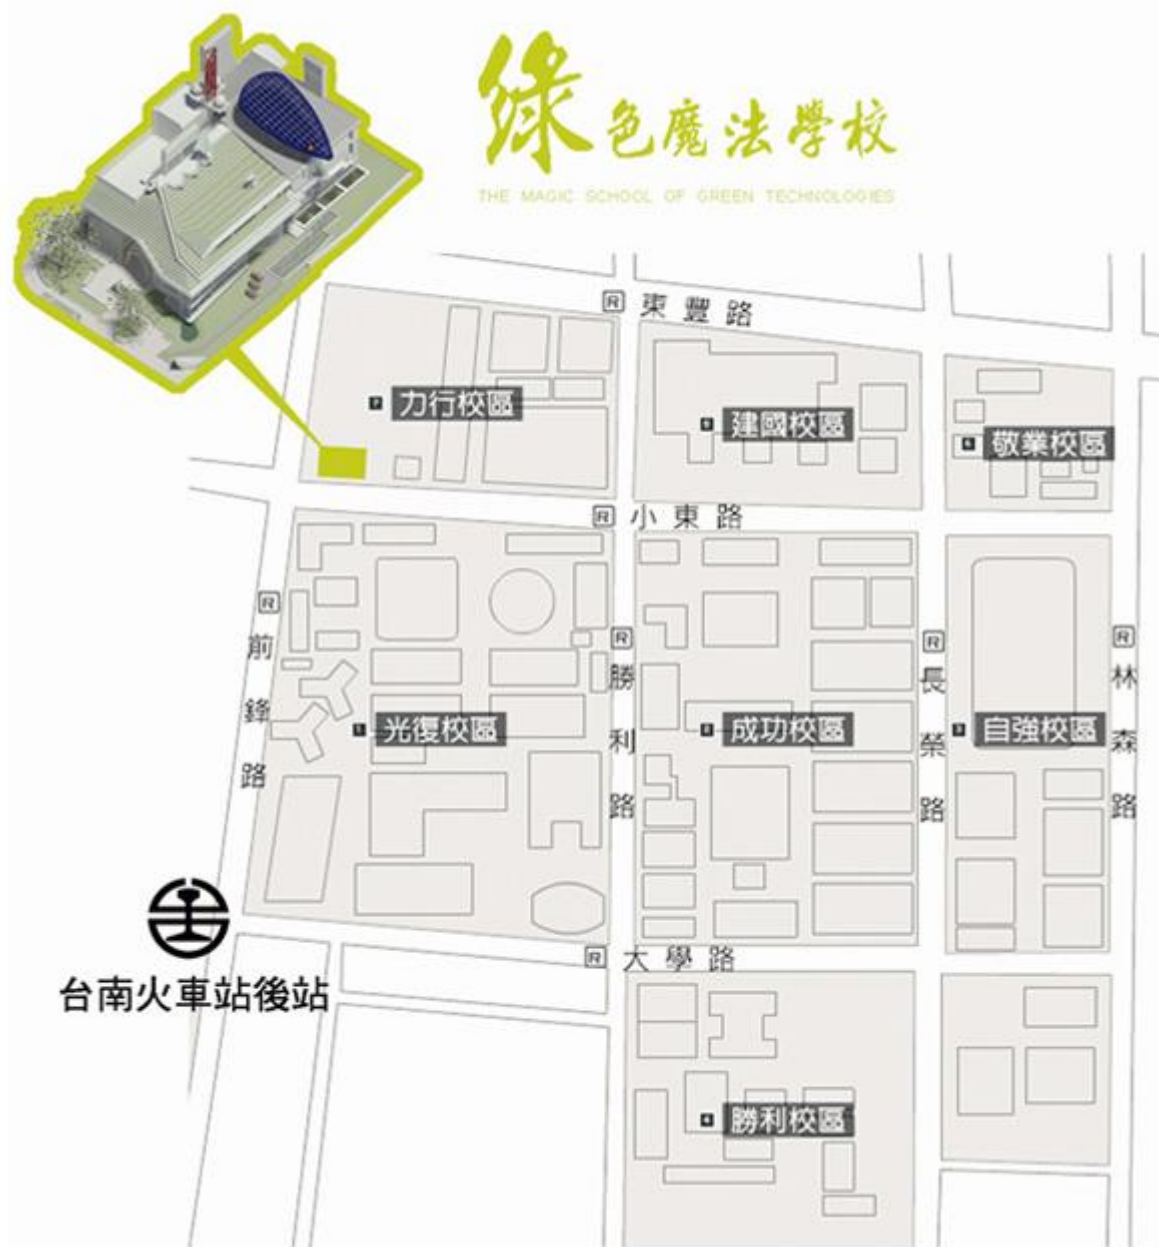 綠色魔法學校
THE MAGIC SCHOOL OF GREEN TECHNOLOGIES
R 東豐路
力行校區
建國校區
敬業校區
R 小東路
R 前鋒路
R 勝利路
R 長榮路
R 林森路
光復校區
成功校區
自強校區
R 大學路
台南火車站後站
勝利校區